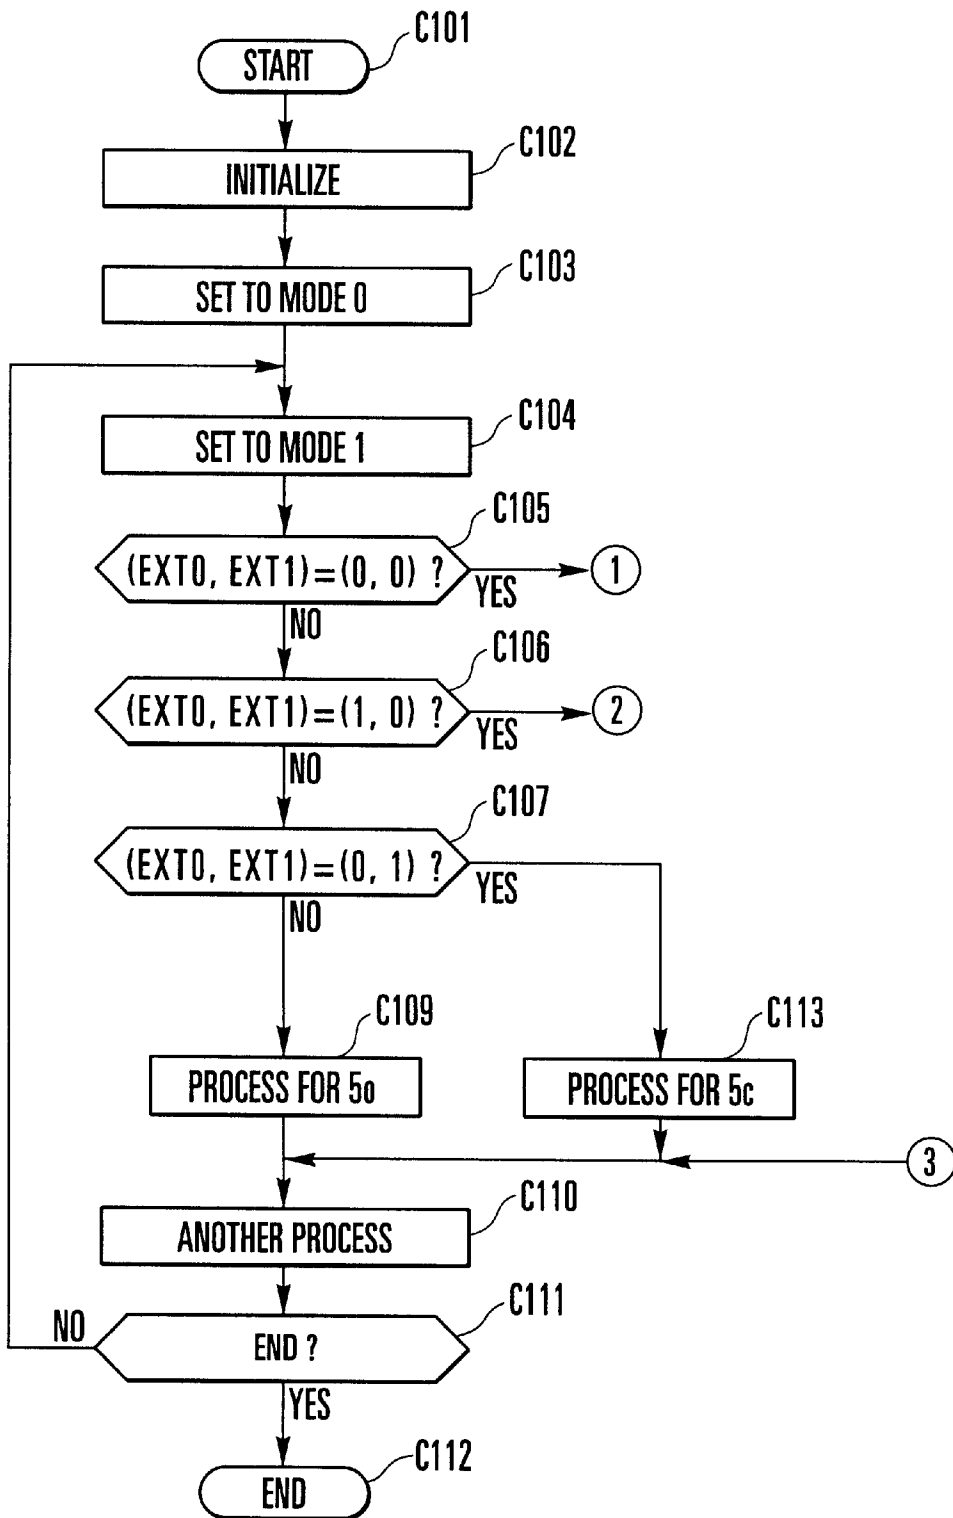 C101
START
C102
INITIALIZE
C103
SET TO MODE 0
C104
SET TO MODE 1
C105
(EXT0, EXT1)=(0, 0) ?
YES
1
NO
C106
(EXT0, EXT1)=(1, 0) ?
YES
2
NO
C107
(EXT0, EXT1)=(0, 1) ?
YES
NO
C109
C113
PROCESS FOR 5a
PROCESS FOR 5c
3
C110
ANOTHER PROCESS
C111
NO
END ?
YES
C112
END